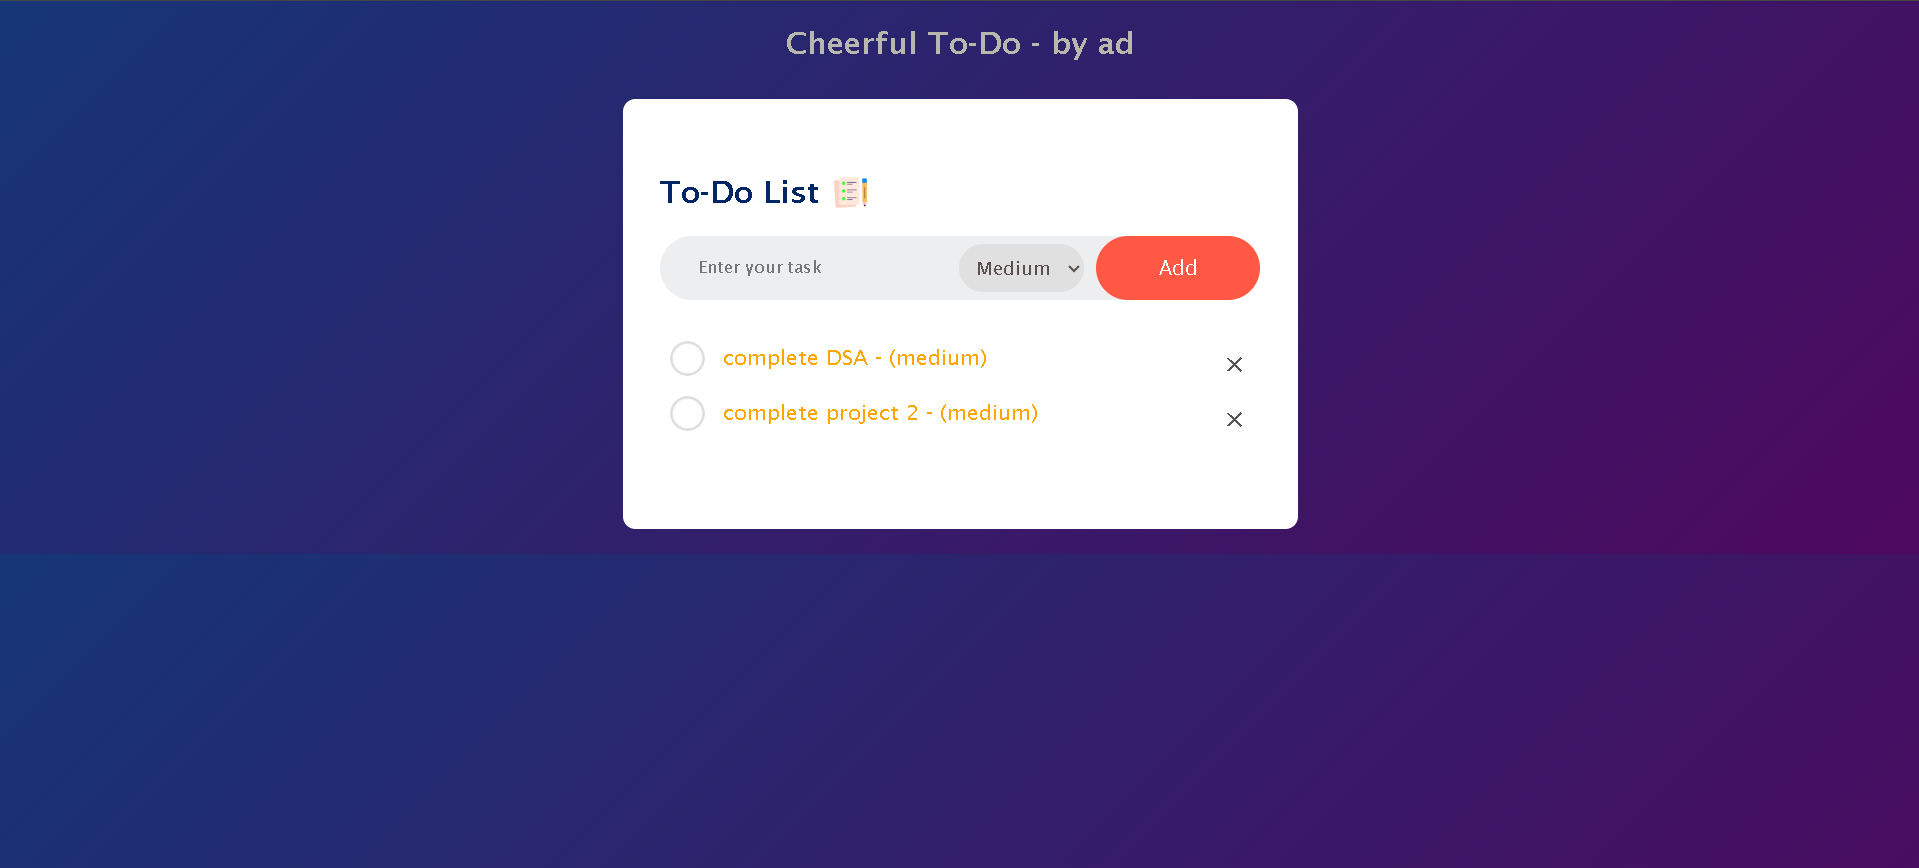 Cheerful To-Do - by ad
To-Do List
Enter your task
Medium
Add
complete DSA - (medium)
complete project 2 - (medium)